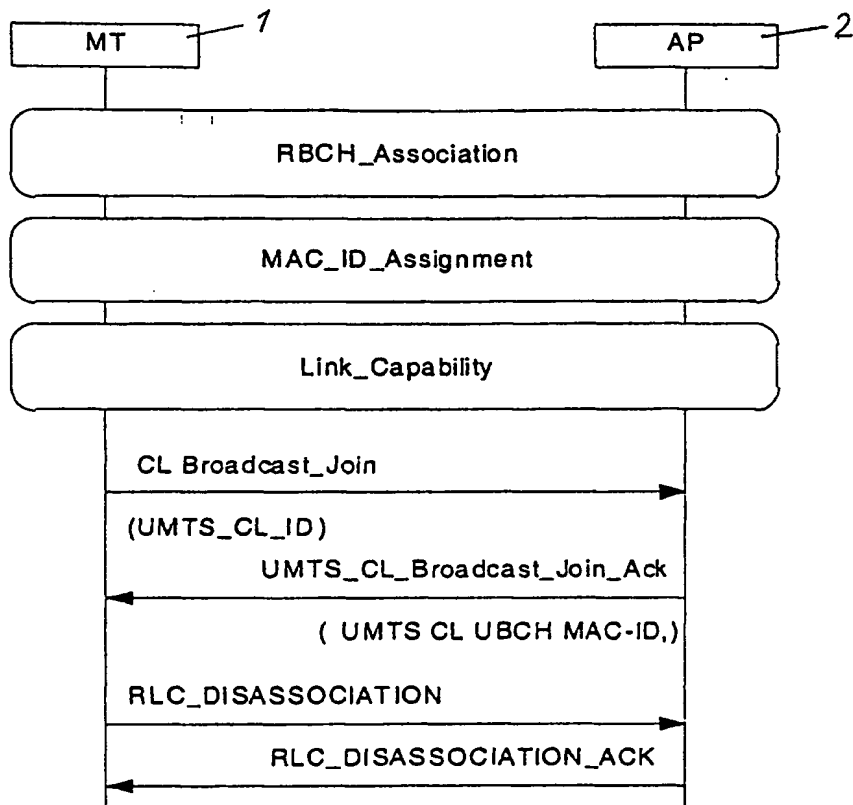 MT 1
AP 2
RBCH_Association
MAC_ID_Assignment
Link_Capability
CL Broadcast_Join
(UMTS_CL_ID)
UMTS_CL_Broadcast_Join_Ack
( UMTS CL UBCH MAC-ID,)
RLC_DISASSOCIATION
RLC_DISASSOCIATION_ACK